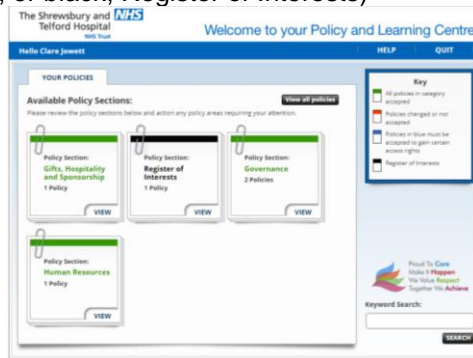 , or black, Register of Interests)
The Shrewsbury and NHS
Telford Hospital
NHS Trust
Welcome to your Policy and Learning Centre
Hello Clare Jowett
HELP QUIT
YOUR POLICIES
Available Policy Sections:
View all policies
Please review the policy sections below and action any policy areas requiring your attention.
Policy Section:
Gifts, Hospitality
and Sponsorship
1 Policy
VIEW
Policy Section:
Register of
Interests
1 Policy
VIEW
Policy Section:
Governance
2 Policies
VIEW
Policy Section:
Human Resources
1 Policy
VIEW
Key
All policies in category
accepted
Policies changed or not
accepted
Policies in blue must be
accepted to gain certain
access rights
Register of Interests
Proud To Care
Make It Happen
We Value Respect
Together We Achieve
Keyword Search:
SEARCH